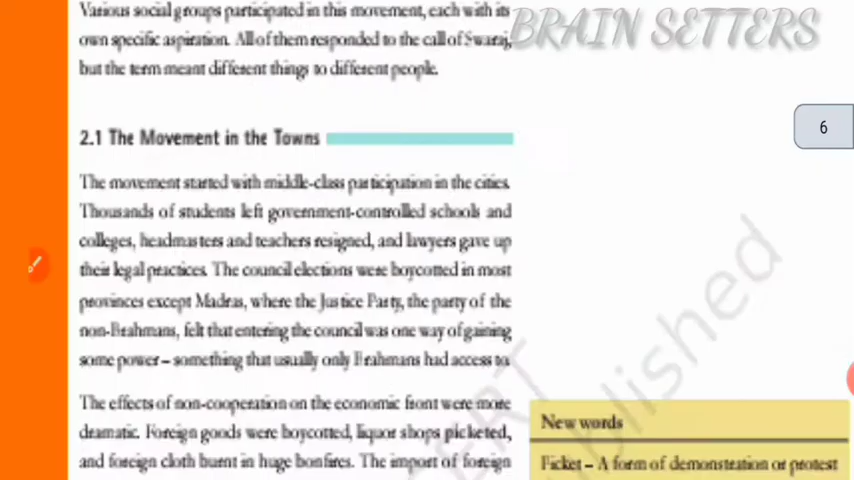 Various social groups participated in this movement, each with its
own specific aspiration. All of them responded to the call of Swaraj,
but the term meant different things to different people.
BRAIN SETTERS
6
2.1 The Movement in the Towns
The movement started with middle-class participation in the cities.
Thousands of students left government-controlled schools and
colleges, headmasters and teachers resigned, and lawyers gave up
their legal practices. The council elections were boycotted in most
provinces except Madras, where the Justice Party, the party of the
non-Brahmans, felt that entering the council was one way of gaining
some power – something that usually only Brahmans had access to.
The effects of non-cooperation on the economic front were more
dramatic. Foreign goods were boycotted, liquor shops picketed,
and foreign cloth burnt in huge bonfires. The import of foreign
New words
Picket – A form of demonstration or protest
published